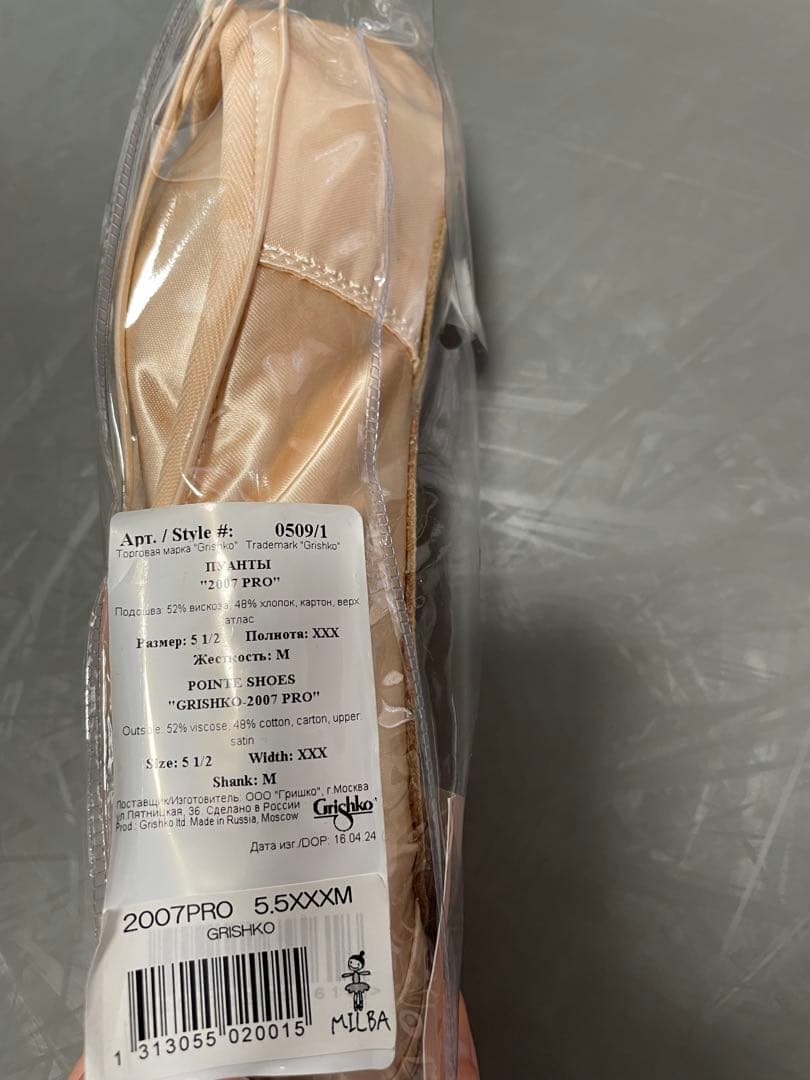 Арт. / Style #: 0509/1
Торговая марка "Grishko" Trademark "Grishko"
ПУАНТЫ
"2007 PRO"
Подошва: 52% вискоза, 48% хлопок, картон, верх:
атлас
Размер: 5 1/2 Полнота: XXX
Жесткость: M
POINTE SHOES
"GRISHKO-2007 PRO"
Outsole: 52% viscose, 48% cotton, carton, upper:
satin
Size: 5 1/2 Width: XXX
Shank: M
Поставщик/Изготовитель: ООО "Гришко", г.Москва
ул.Пятницкая, 36. Сделано в России
Prod.: Grishko ltd. Made in Russia, Moscow
Grishko
Дата изг./DOP: 16.04.24
2007PRO 5.5XXXM
GRISHKO
1 313055 020015
MILBA